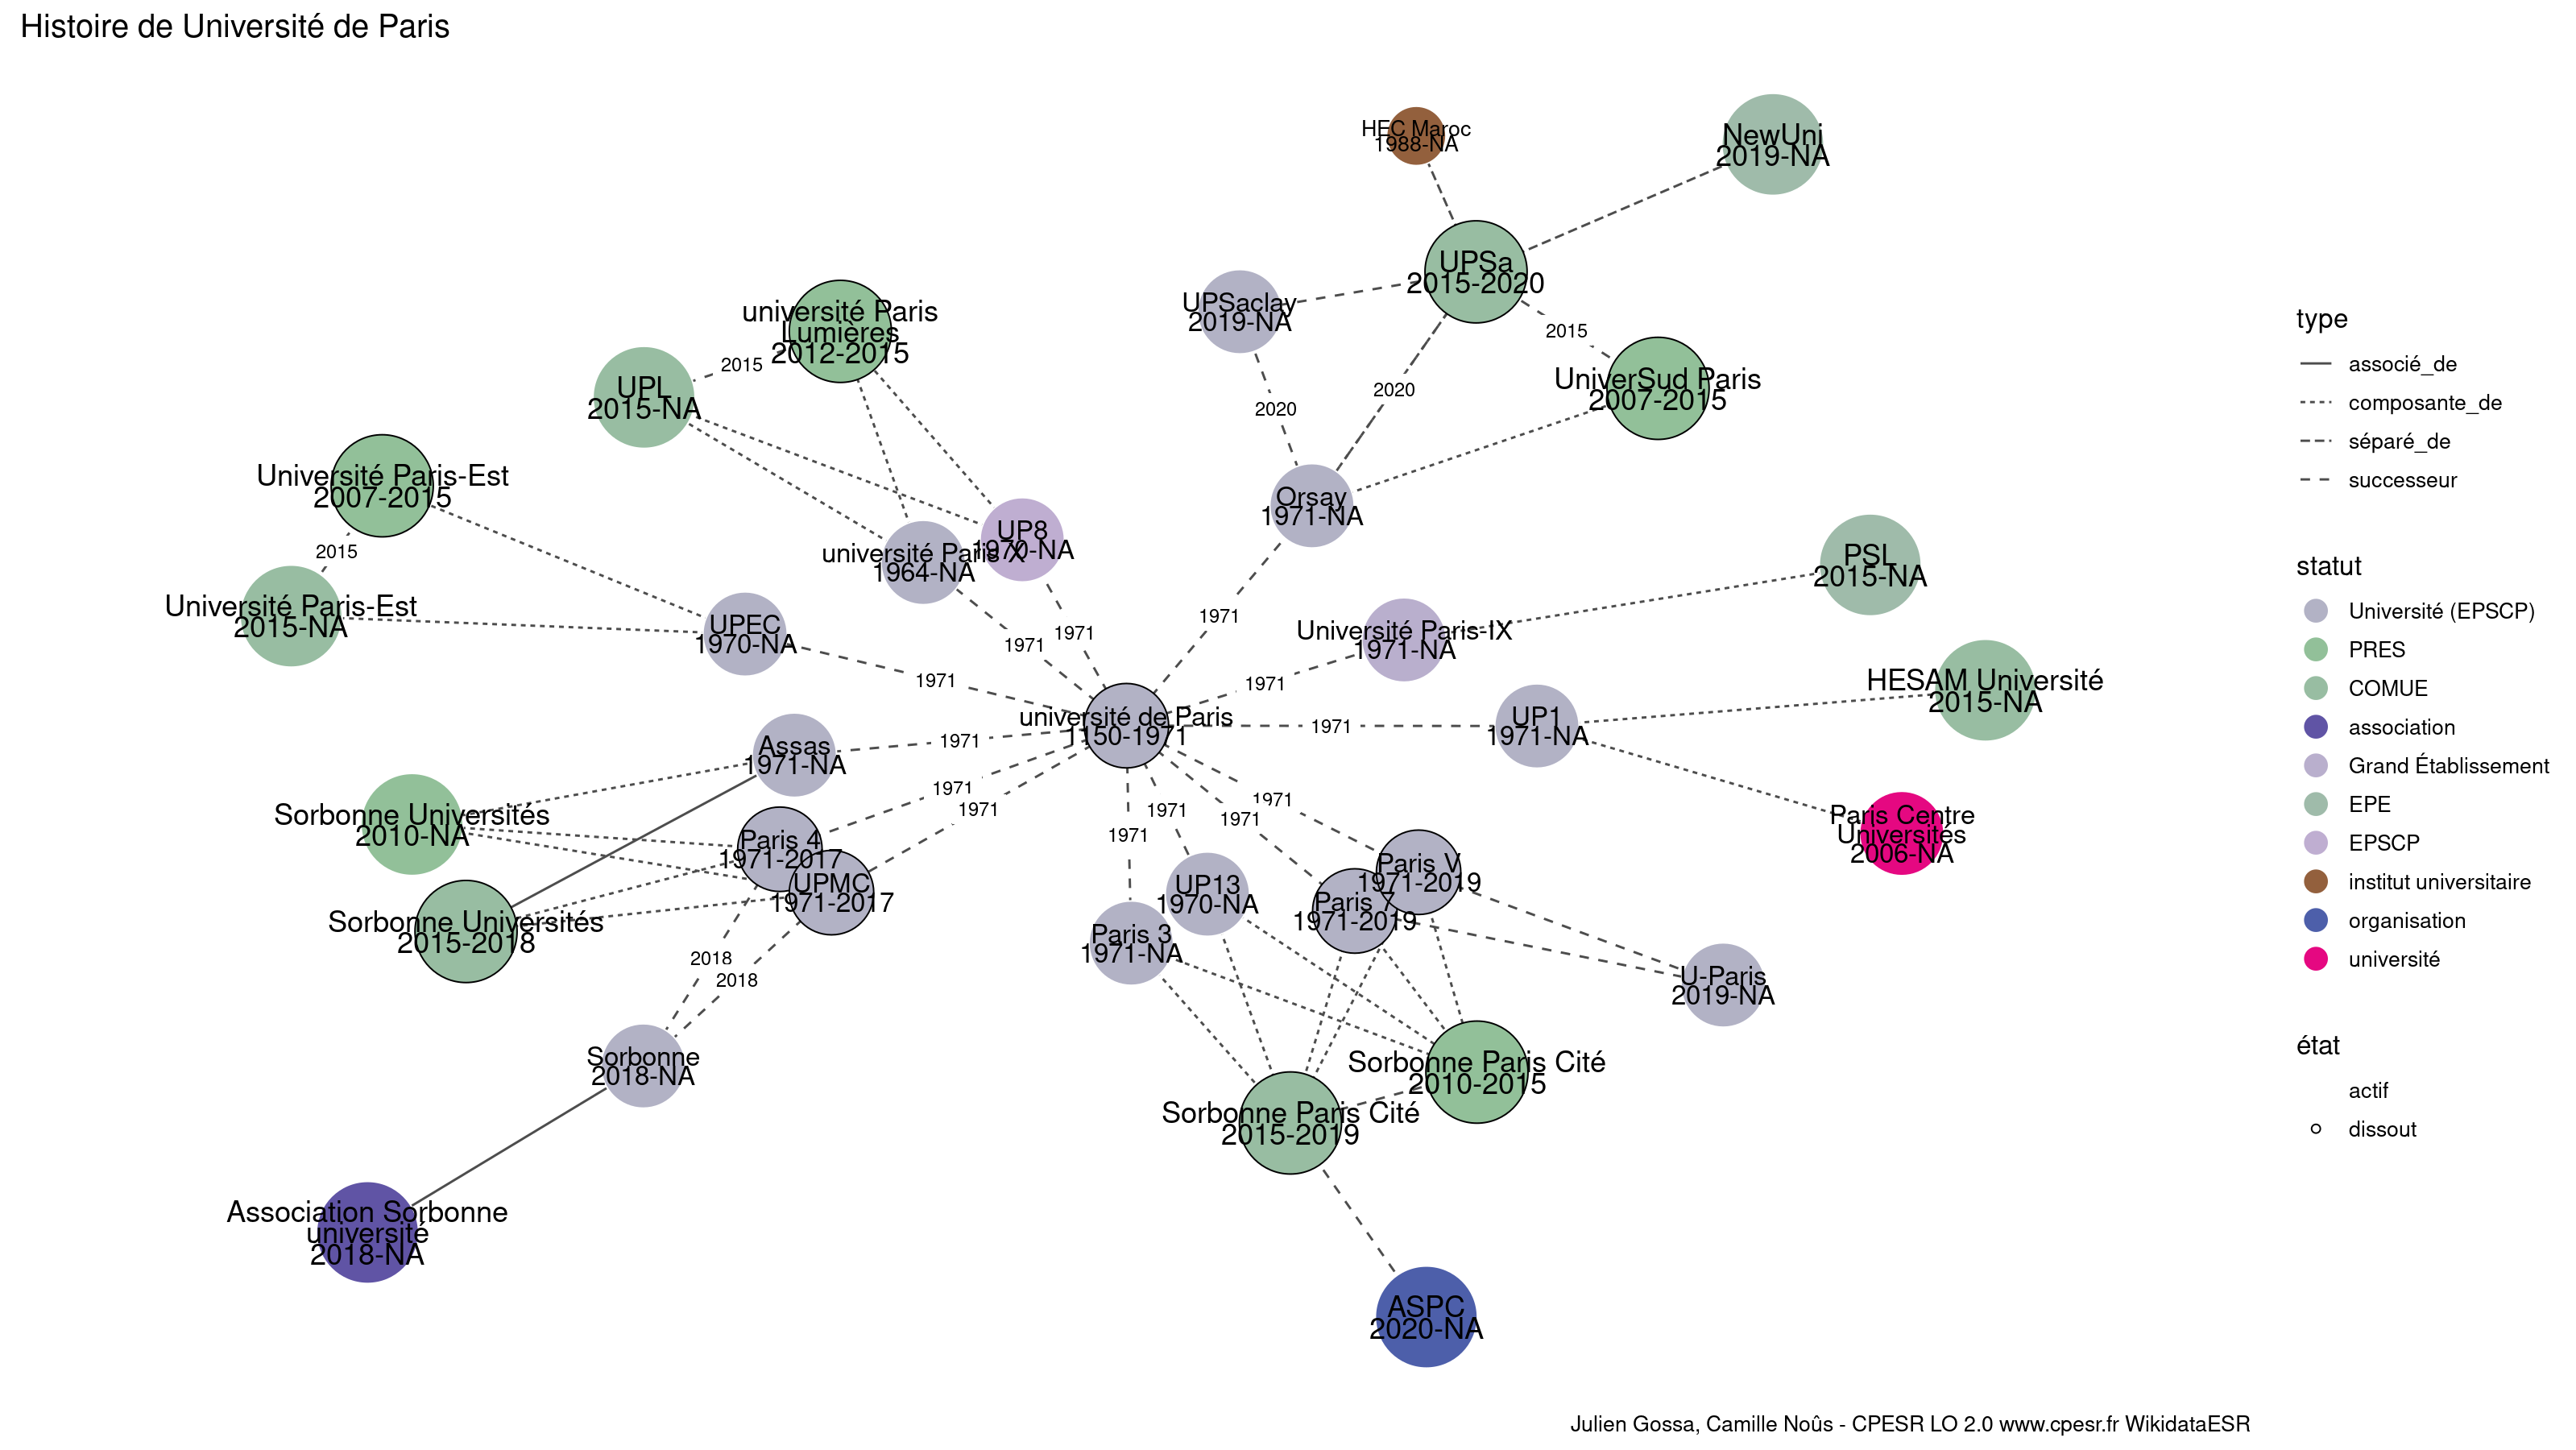 Histoire de Université de Paris
HEC Maroc
1988-NA
NewUni
2019-NA
UPSa
2015-2020
UPSaclay
2019-NA
université Paris
Lumières
2012-2015
2015
2015
UPL
2015-NA
UniverSud Paris
2007-2015
2020
2020
Université Paris-Est
2007-2015
Orsay
1971-NA
UP8
1970-NA
université Paris X
1964-NA
2015
PSL
2015-NA
Université Paris-Est
2015-NA
UPEC
1970-NA
1971
1971
1971
Université Paris-IX
1971-NA
1971
1971
HESAM Université
2015-NA
université de Paris
1150-1971
1971
UP1
1971-NA
1971
Assas
1971-NA
1971
1971
1971
1971
1971
1971
Sorbonne Universités
2010-NA
Paris Centre
Universités
2006-NA
Paris 4
1971-2017
UPMC
1971-2017
Paris V
1971-2019
UP13
1970-NA
Paris 7
1971-2019
Sorbonne Universités
2015-2018
Paris 3
1971-NA
2018
2018
U-Paris
2019-NA
Sorbonne
2018-NA
Sorbonne Paris Cité
2010-2015
Sorbonne Paris Cité
2015-2019
Association Sorbonne
université
2018-NA
ASPC
2020-NA
type
associé_de
composante_de
séparé_de
successeur
statut
Université (EPSCP)
PRES
COMUE
association
Grand Établissement
EPE
EPSCP
institut universitaire
organisation
université
état
actif
dissout
Julien Gossa, Camille Noûs - CPESR LO 2.0 www.cpesr.fr WikidataESR